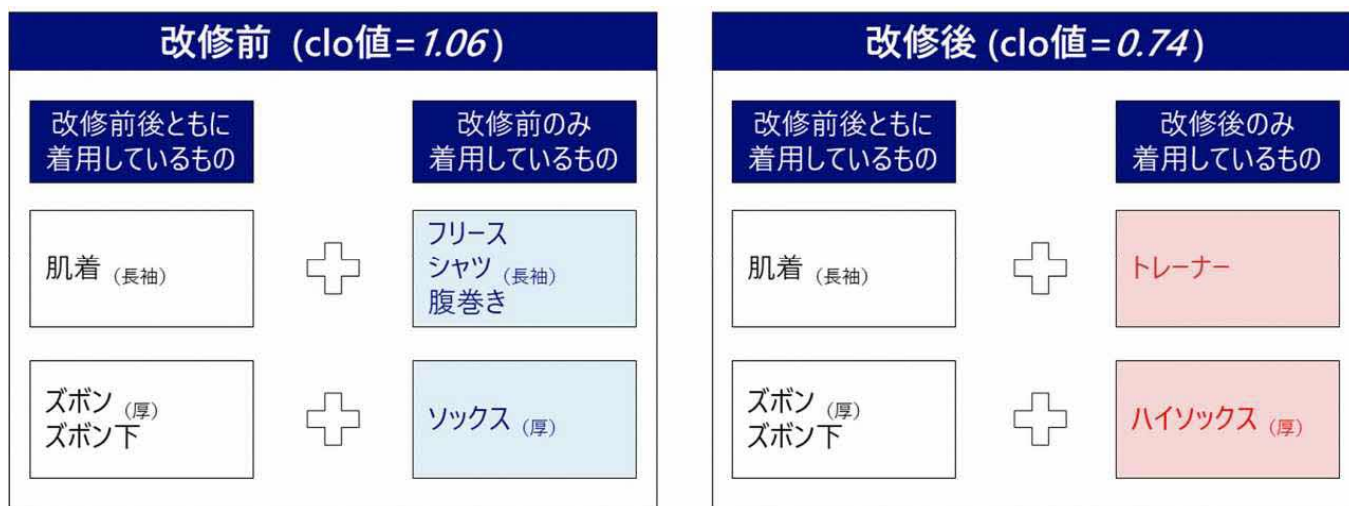 改修前 (clo値=1.06)
改修前後ともに
着用しているもの
改修前のみ
着用しているもの
肌着 (長袖)
フリース
シャツ (長袖)
腹巻き
ズボン (厚)
ズボン下
ソックス (厚)
改修後 (clo値=0.74)
改修前後ともに
着用しているもの
改修後のみ
着用しているもの
肌着 (長袖)
トレーナー
ズボン (厚)
ズボン下
ハイソックス (厚)